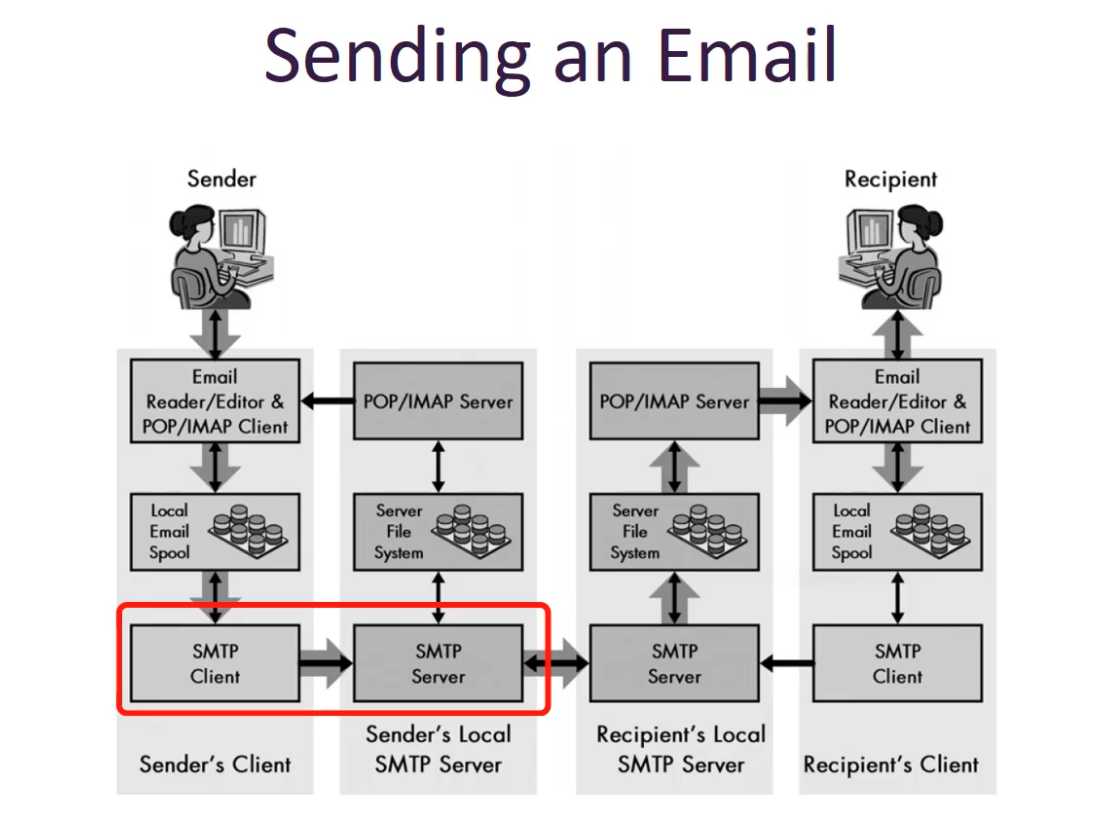 Sending an Email
Sender
Recipient
Email
Reader/Editor &
POP/IMAP Client
POP/IMAP Server
POP/IMAP Server
Email
Reader/Editor &
POP/IMAP Client
Local
Email
Spool
Server
File
System
Server
File
System
Local
Email
Spool
SMTP
Client
SMTP
Server
SMTP
Server
SMTP
Client
Sender's Client
Sender's Local
SMTP Server
Recipient's Local
SMTP Server
Recipient's Client